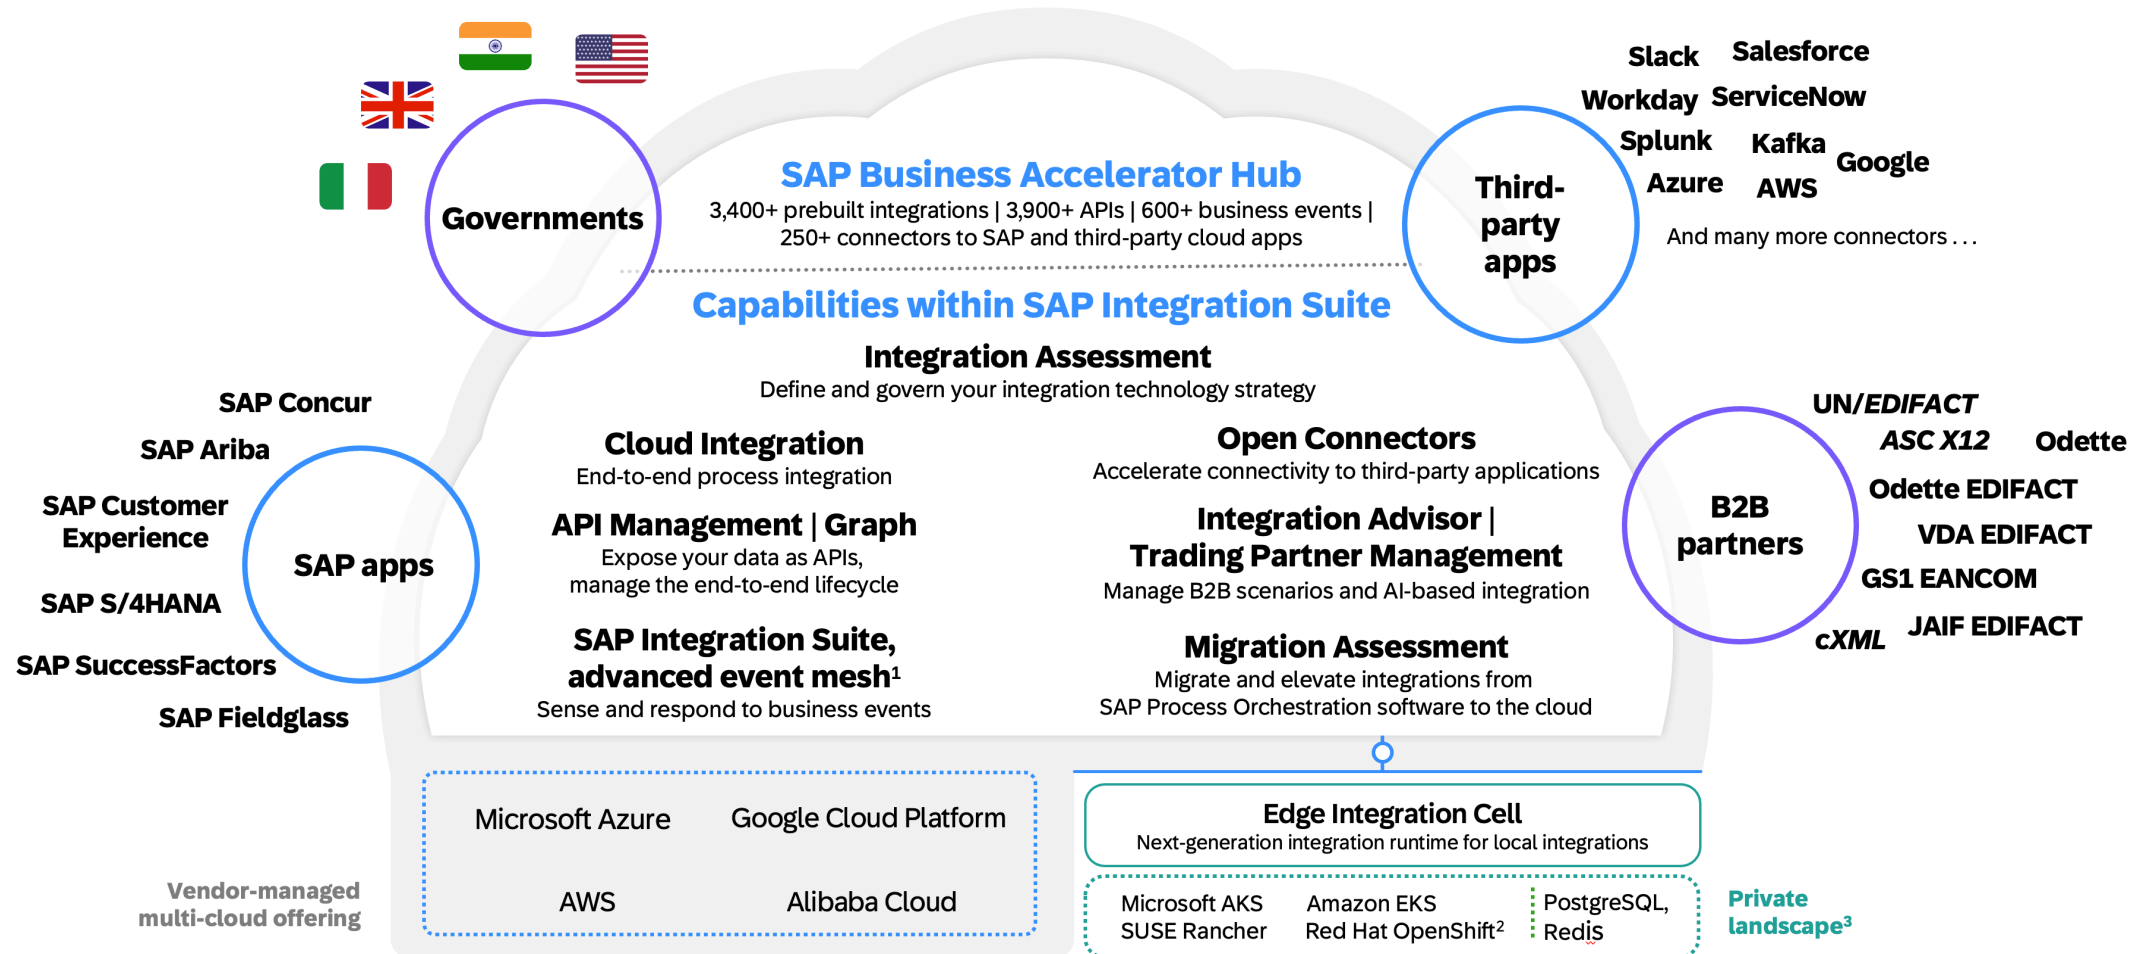 Governments
SAP Business Accelerator Hub
3,400+ prebuilt integrations | 3,900+ APIs | 600+ business events |
250+ connectors to SAP and third-party cloud apps
Third-
party
apps
Slack
Salesforce
Workday
ServiceNow
Splunk
Kafka
Google
Azure
AWS
And many more connectors . . .
Capabilities within SAP Integration Suite
Integration Assessment
Define and govern your integration technology strategy
SAP Concur
SAP Ariba
SAP Customer
Experience
SAP S/4HANA
SAP SuccessFactors
SAP Fieldglass
SAP apps
Cloud Integration
End-to-end process integration
API Management | Graph
Expose your data as APIs,
manage the end-to-end lifecycle
SAP Integration Suite,
advanced event mesh¹
Sense and respond to business events
Open Connectors
Accelerate connectivity to third-party applications
Integration Advisor |
Trading Partner Management
Manage B2B scenarios and AI-based integration
Migration Assessment
Migrate and elevate integrations from
SAP Process Orchestration software to the cloud
B2B
partners
UN/EDIFACT
ASC X12
Odette
Odette EDIFACT
VDA EDIFACT
GS1 EANCOM
JAIF EDIFACT
cXML
Vendor-managed
multi-cloud offering
Microsoft Azure
Google Cloud Platform
AWS
Alibaba Cloud
Edge Integration Cell
Next-generation integration runtime for local integrations
Microsoft AKS
SUSE Rancher
Amazon EKS
Red Hat OpenShift²
PostgreSQL,
Redis
Private
landscape³